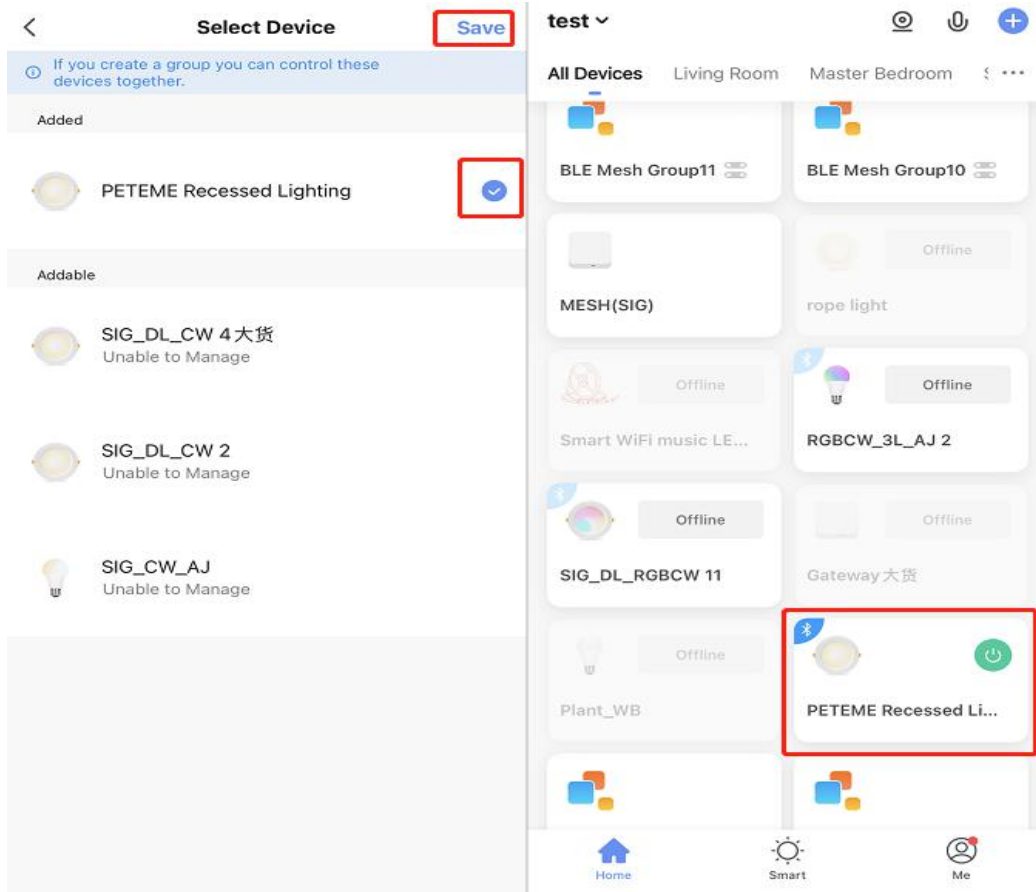 Select Device
Save
If you create a group you can control these
devices together.
Added
PETEME Recessed Lighting
Addable
SIG_DL_CW 4大货
Unable to Manage
SIG_DL_CW 2
Unable to Manage
SIG_CW_AJ
Unable to Manage
test
All Devices
Living Room
Master Bedroom
BLE Mesh Group11
BLE Mesh Group10
MESH(SIG)
Offline
rope light
Offline
Smart WiFi music LE...
Offline
RGBCW_3L_AJ 2
Offline
SIG_DL_RGBCW 11
Offline
Gateway大货
Offline
Plant_WB
PETEME Recessed Li...
Home
Smart
Me